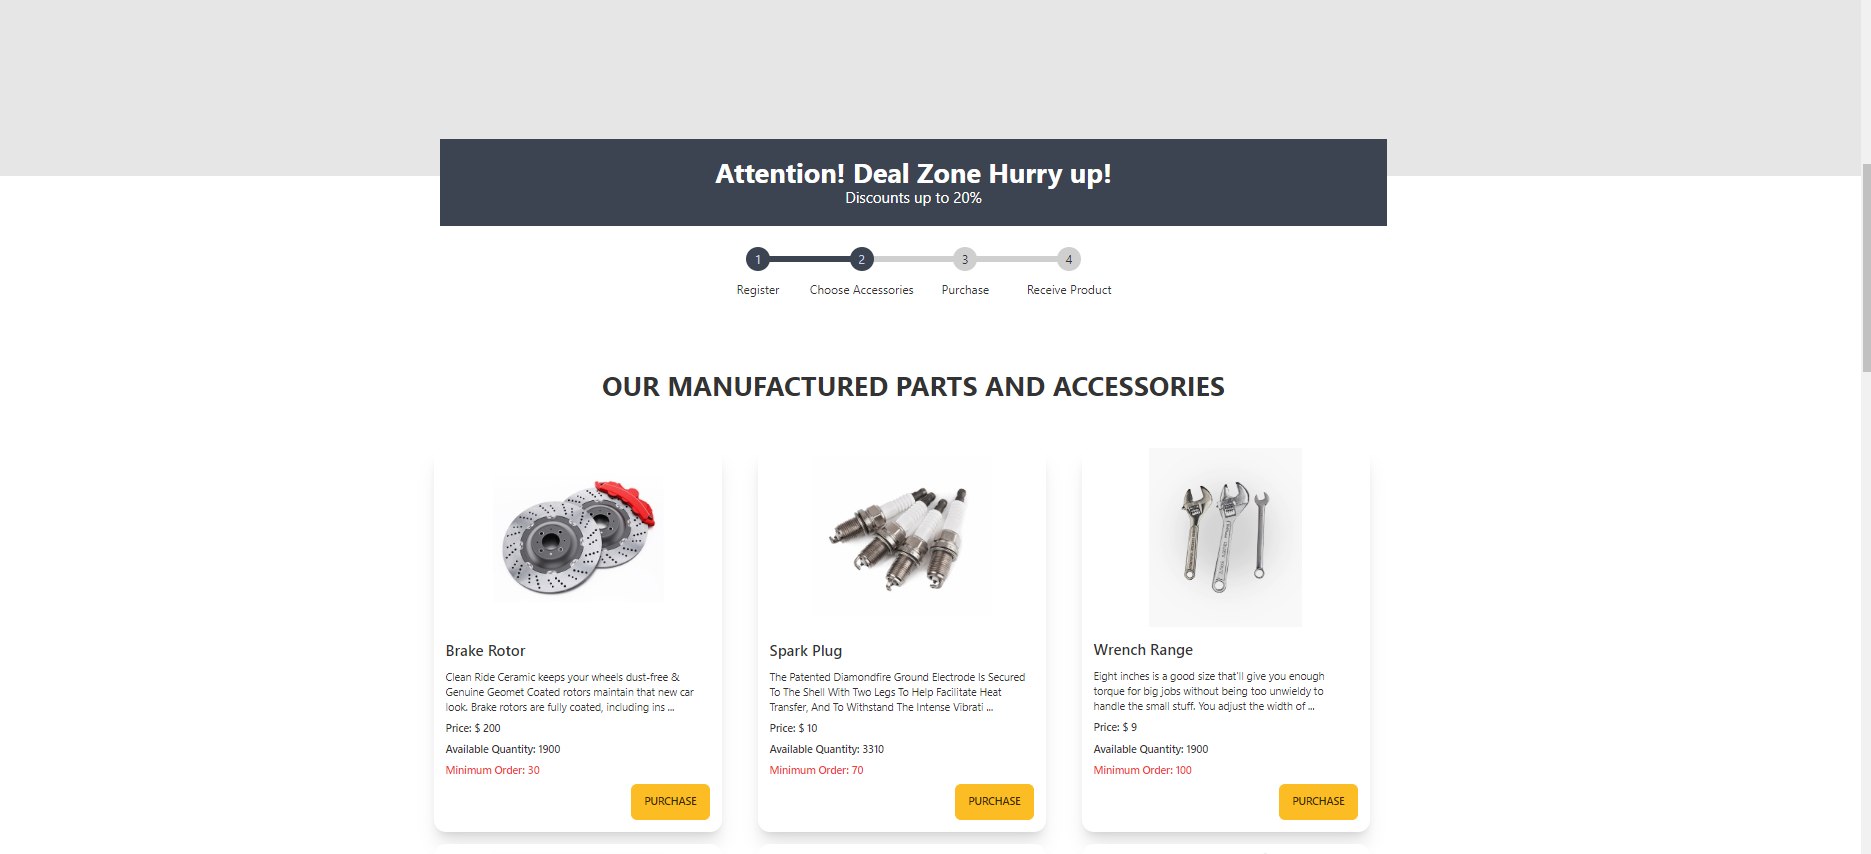 Attention! Deal Zone Hurry up!
Discounts up to 20%
1
2
3
4
Register
Choose Accessories
Purchase
Receive Product
OUR MANUFACTURED PARTS AND ACCESSORIES
Brake Rotor
Clean Ride Ceramic keeps your wheels dust-free &
Genuine Geomet Coated rotors maintain that new car
look. Brake rotors are fully coated, including ins ...
Price: $ 200
Available Quantity: 1900
Minimum Order: 30
PURCHASE
Spark Plug
The Patented Diamondfire Ground Electrode Is Secured
To The Shell With Two Legs To Help Facilitate Heat
Transfer, And To Withstand The Intense Vibrati ...
Price: $ 10
Available Quantity: 3310
Minimum Order: 70
PURCHASE
Wrench Range
Eight inches is a good size that'll give you enough
torque for big jobs without being too unwieldy to
handle the small stuff. You adjust the width of ...
Price: $ 9
Available Quantity: 1900
Minimum Order: 100
PURCHASE